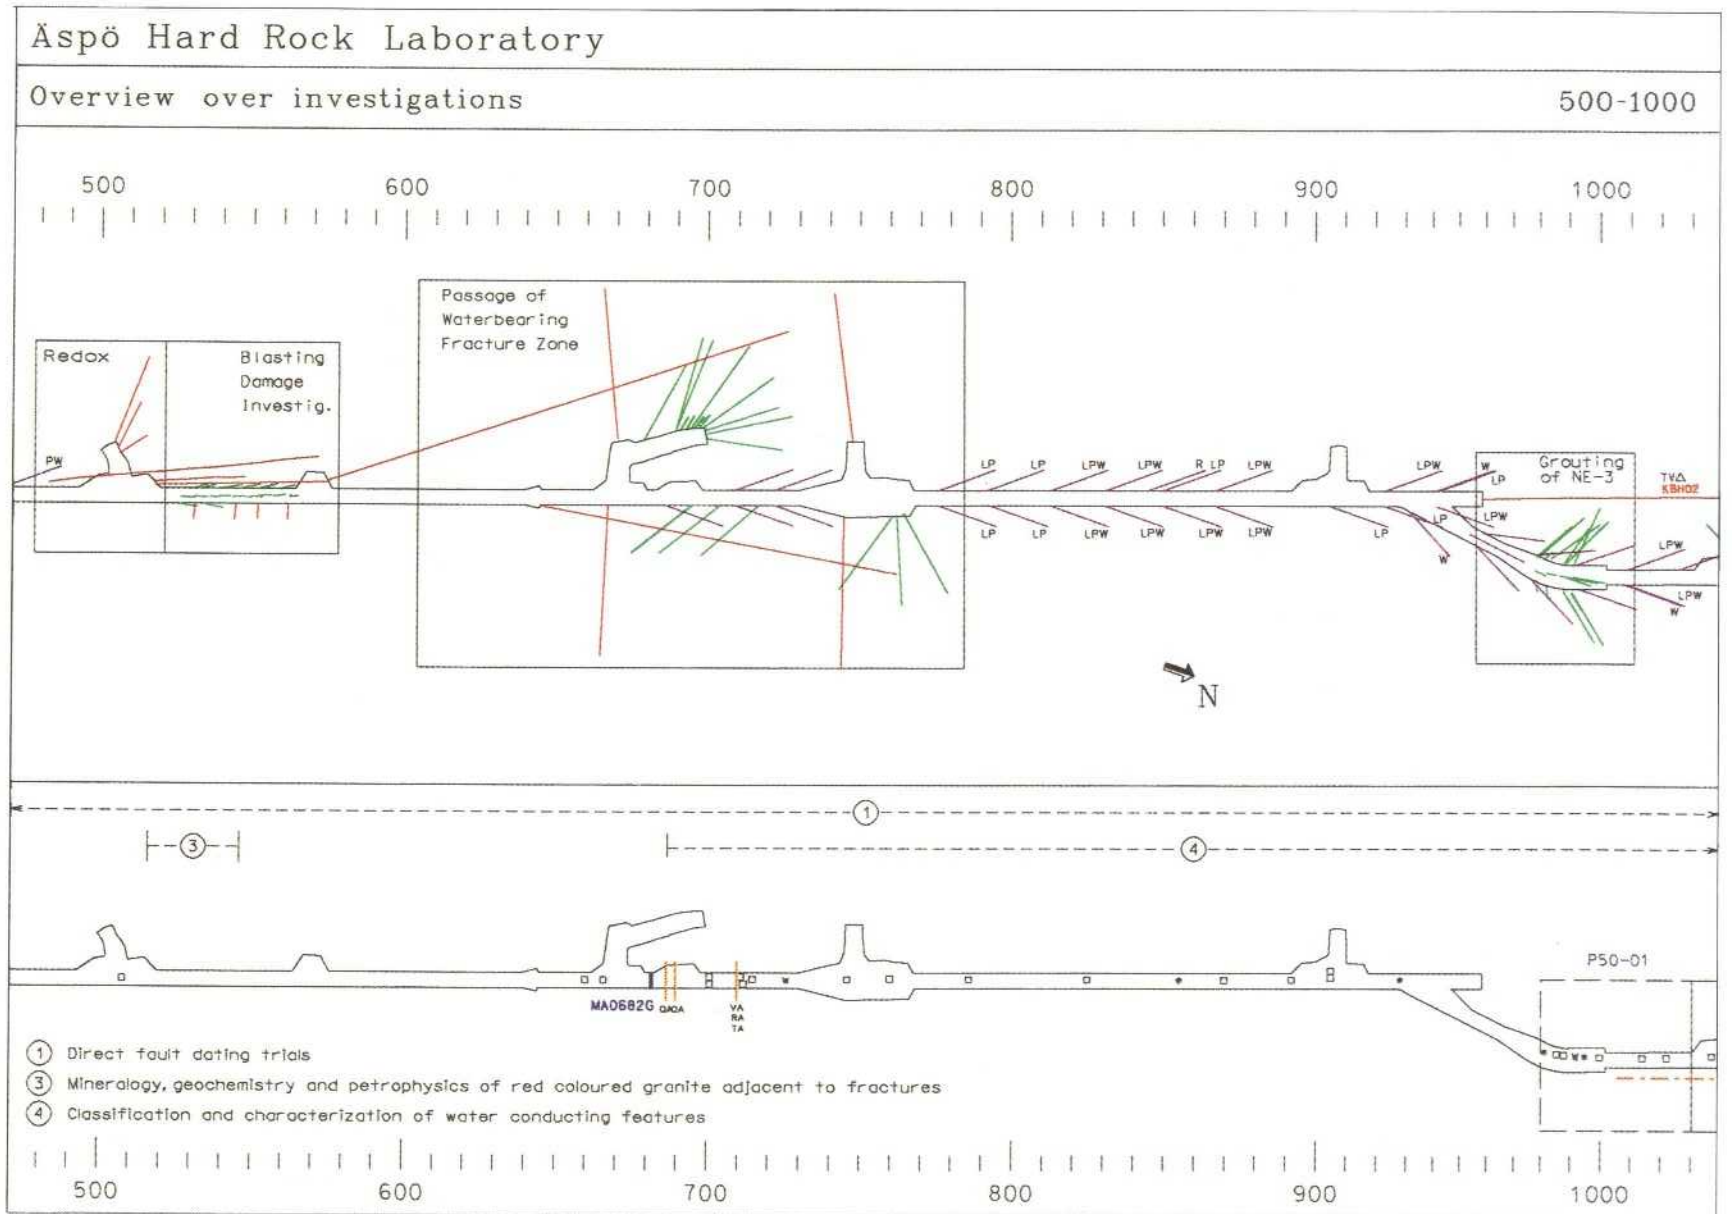 Äspö Hard Rock Laboratory
Overview over investigations 500-1000
500 600 700 800 900 1000
Passage of
Waterbearing
Fracture Zone
Redox
Blasting
Damage
Investig.
PW
LP LP LPW LPW R LP LPW LPW W
LP
Grouting
of NE-3
TV△
KBH02
LP LP LPW LPW LPW LPW LP LP LPW LPW
W
LPW
W
N
1
3
4
P50-01
MA0682G
VA
RA
TA
W
W
1 Direct fault dating trials
3 Mineralogy, geochemistry and petrophysics of red coloured granite adjacent to fractures
4 Classification and characterization of water conducting features
500 600 700 800 900 1000